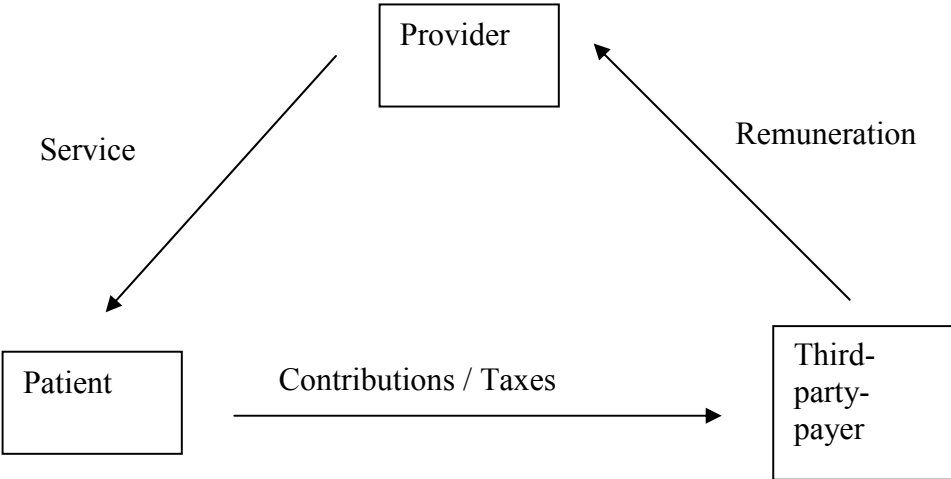 Provider
Service
Remuneration
Patient
Contributions / Taxes
Third-
party-
payer